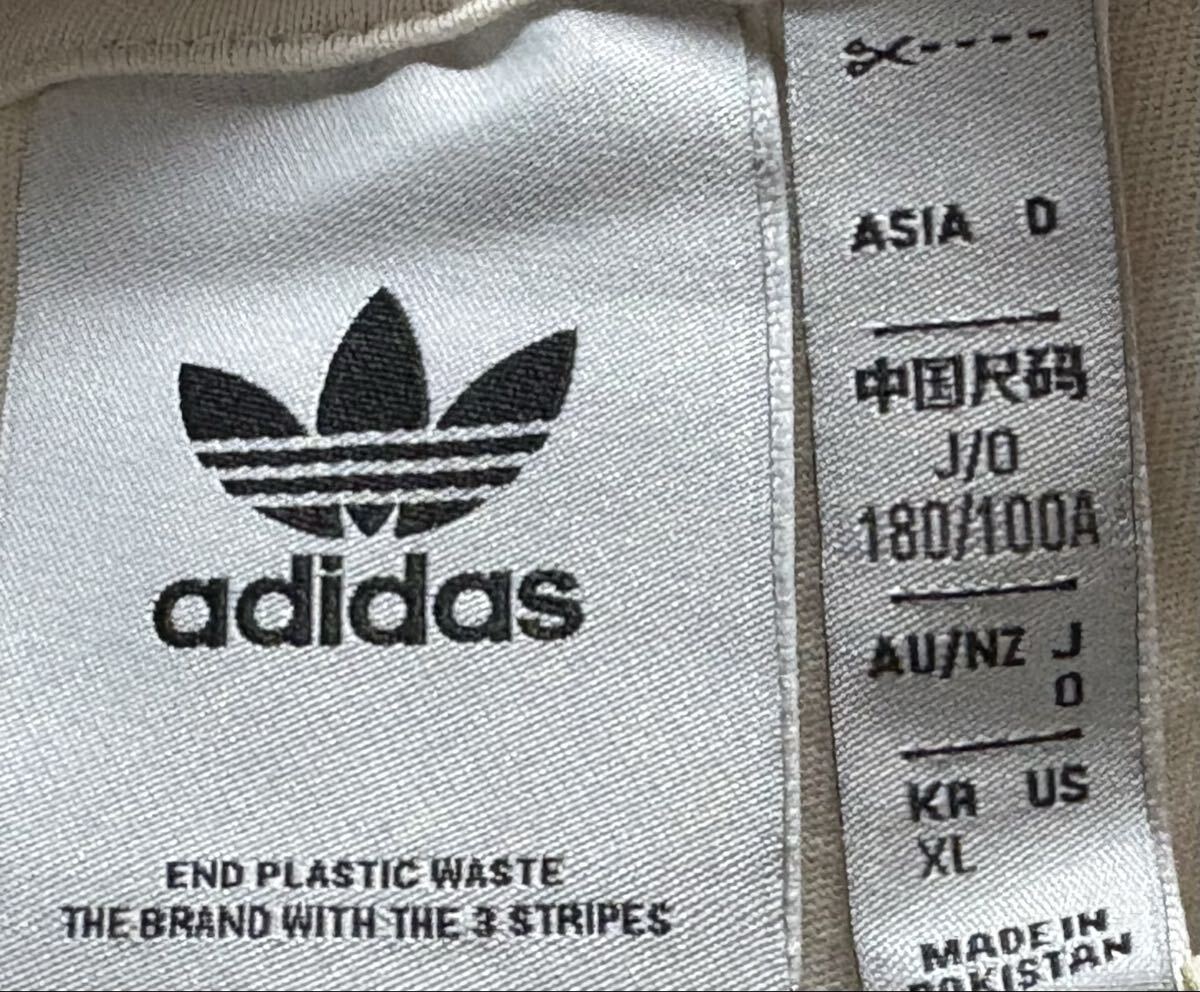 adidas
END PLASTIC WASTE
THE BRAND WITH THE 3 STRIPES
ASIA O
中国尺码
J/O
180/100A
AU/NZ J
O
KR US
XL
MADE IN
PAKISTAN